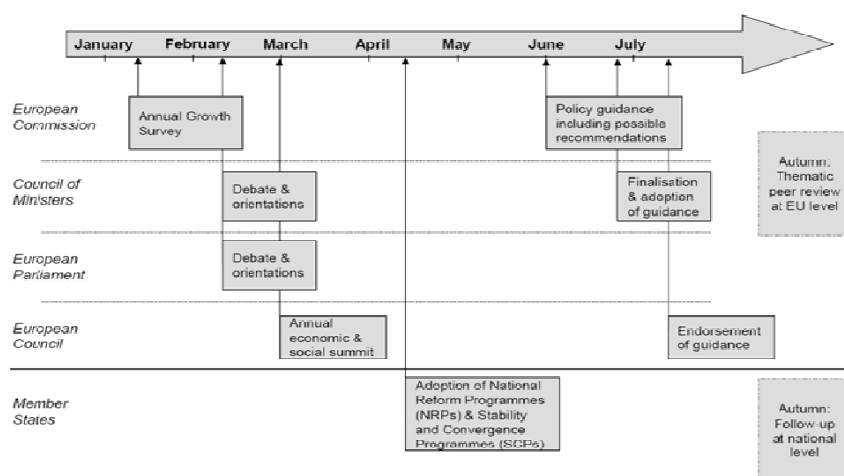 January February March April May June July
European
Commission
Annual Growth
Survey
Policy guidance
including possible
recommendations
Autumn:
Thematic
peer review
at EU level
Council of
Ministers
Debate &
orientations
Finalisation
& adoption
of guidance
European
Parliament
Debate &
orientations
European
Council
Annual
economic &
social summit
Endorsement
of guidance
Member
States
Adoption of National
Reform Programmes
(NRPs) & Stability
and Convergence
Programmes (SCPs)
Autumn:
Follow-up
at national
level